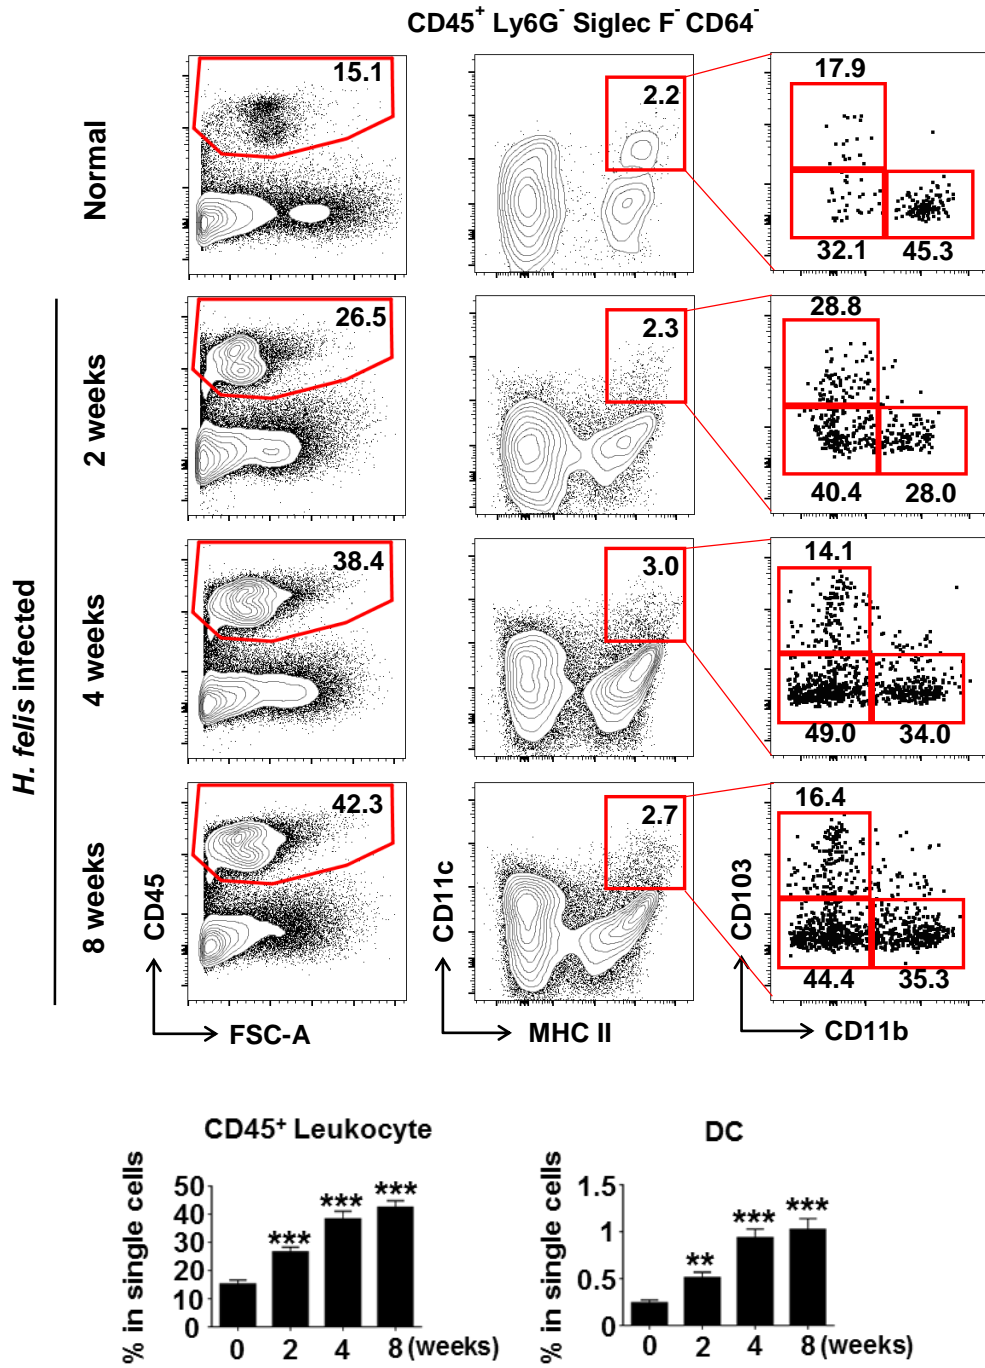 CD45⁺ Ly6G⁻ Siglec F⁻ CD64⁻
Normal
15.1
2.2
17.9
32.1
45.3
H. felis infected
2 weeks
26.5
2.3
28.8
40.4
28.0
4 weeks
38.4
3.0
14.1
49.0
34.0
8 weeks
42.3
2.7
16.4
44.4
35.3
CD45
FSC-A
CD11c
MHC II
CD103
CD11b
CD45⁺ Leukocyte
% in single cells
50
40
30
20
10
0
***
***
***
0 2 4 8 (weeks)
DC
% in single cells
1.5
1
0.5
0
**
***
***
0 2 4 8 (weeks)